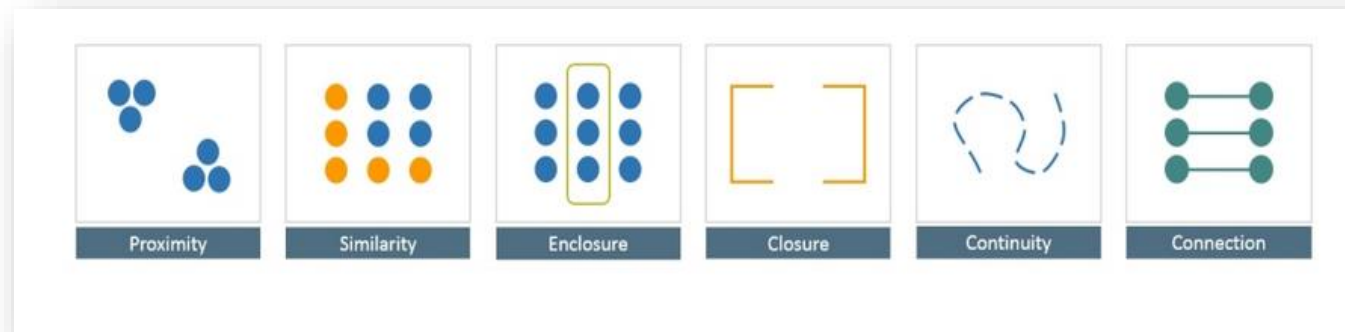 Proximity
Similarity
Enclosure
Closure
Continuity
Connection